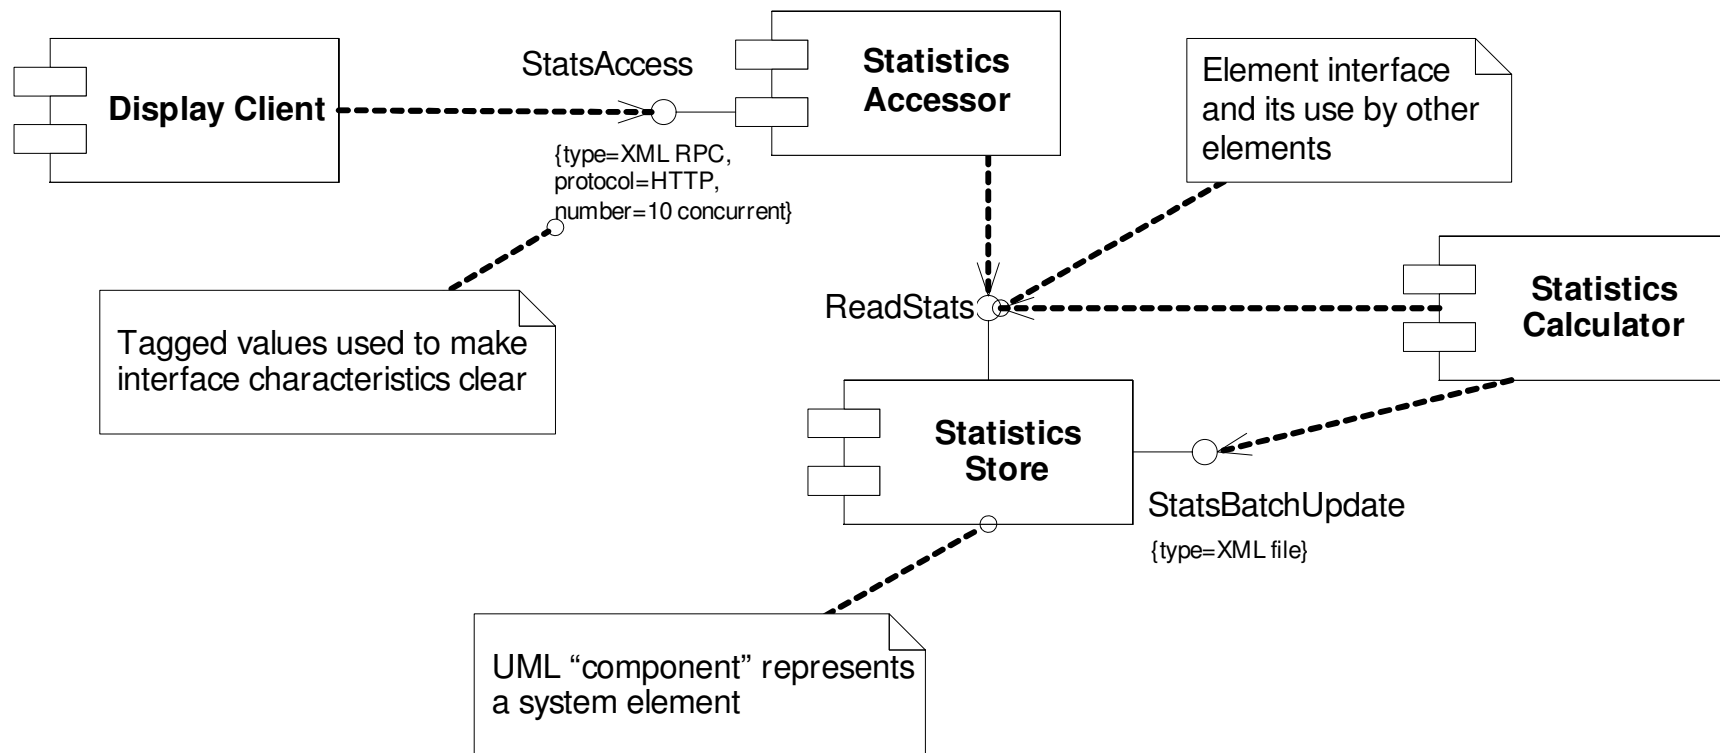 StatsAccess
Display Client
Statistics
Accessor
{type=XML RPC,
protocol=HTTP,
number=10 concurrent}
Element interface
and its use by other
elements
Tagged values used to make
interface characteristics clear
ReadStats
Statistics
Calculator
Statistics
Store
StatsBatchUpdate
{type=XML file}
UML “component” represents
a system element